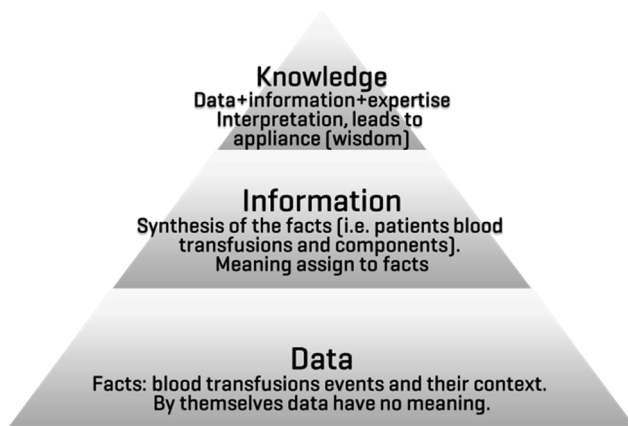 Knowledge
Data+information+expertise
Interpretation, leads to
appliance (wisdom)
Information
Synthesis of the facts (i.e. patients blood
transfusions and components).
Meaning assign to facts
Data
Facts: blood transfusions events and their context.
By themselves data have no meaning.